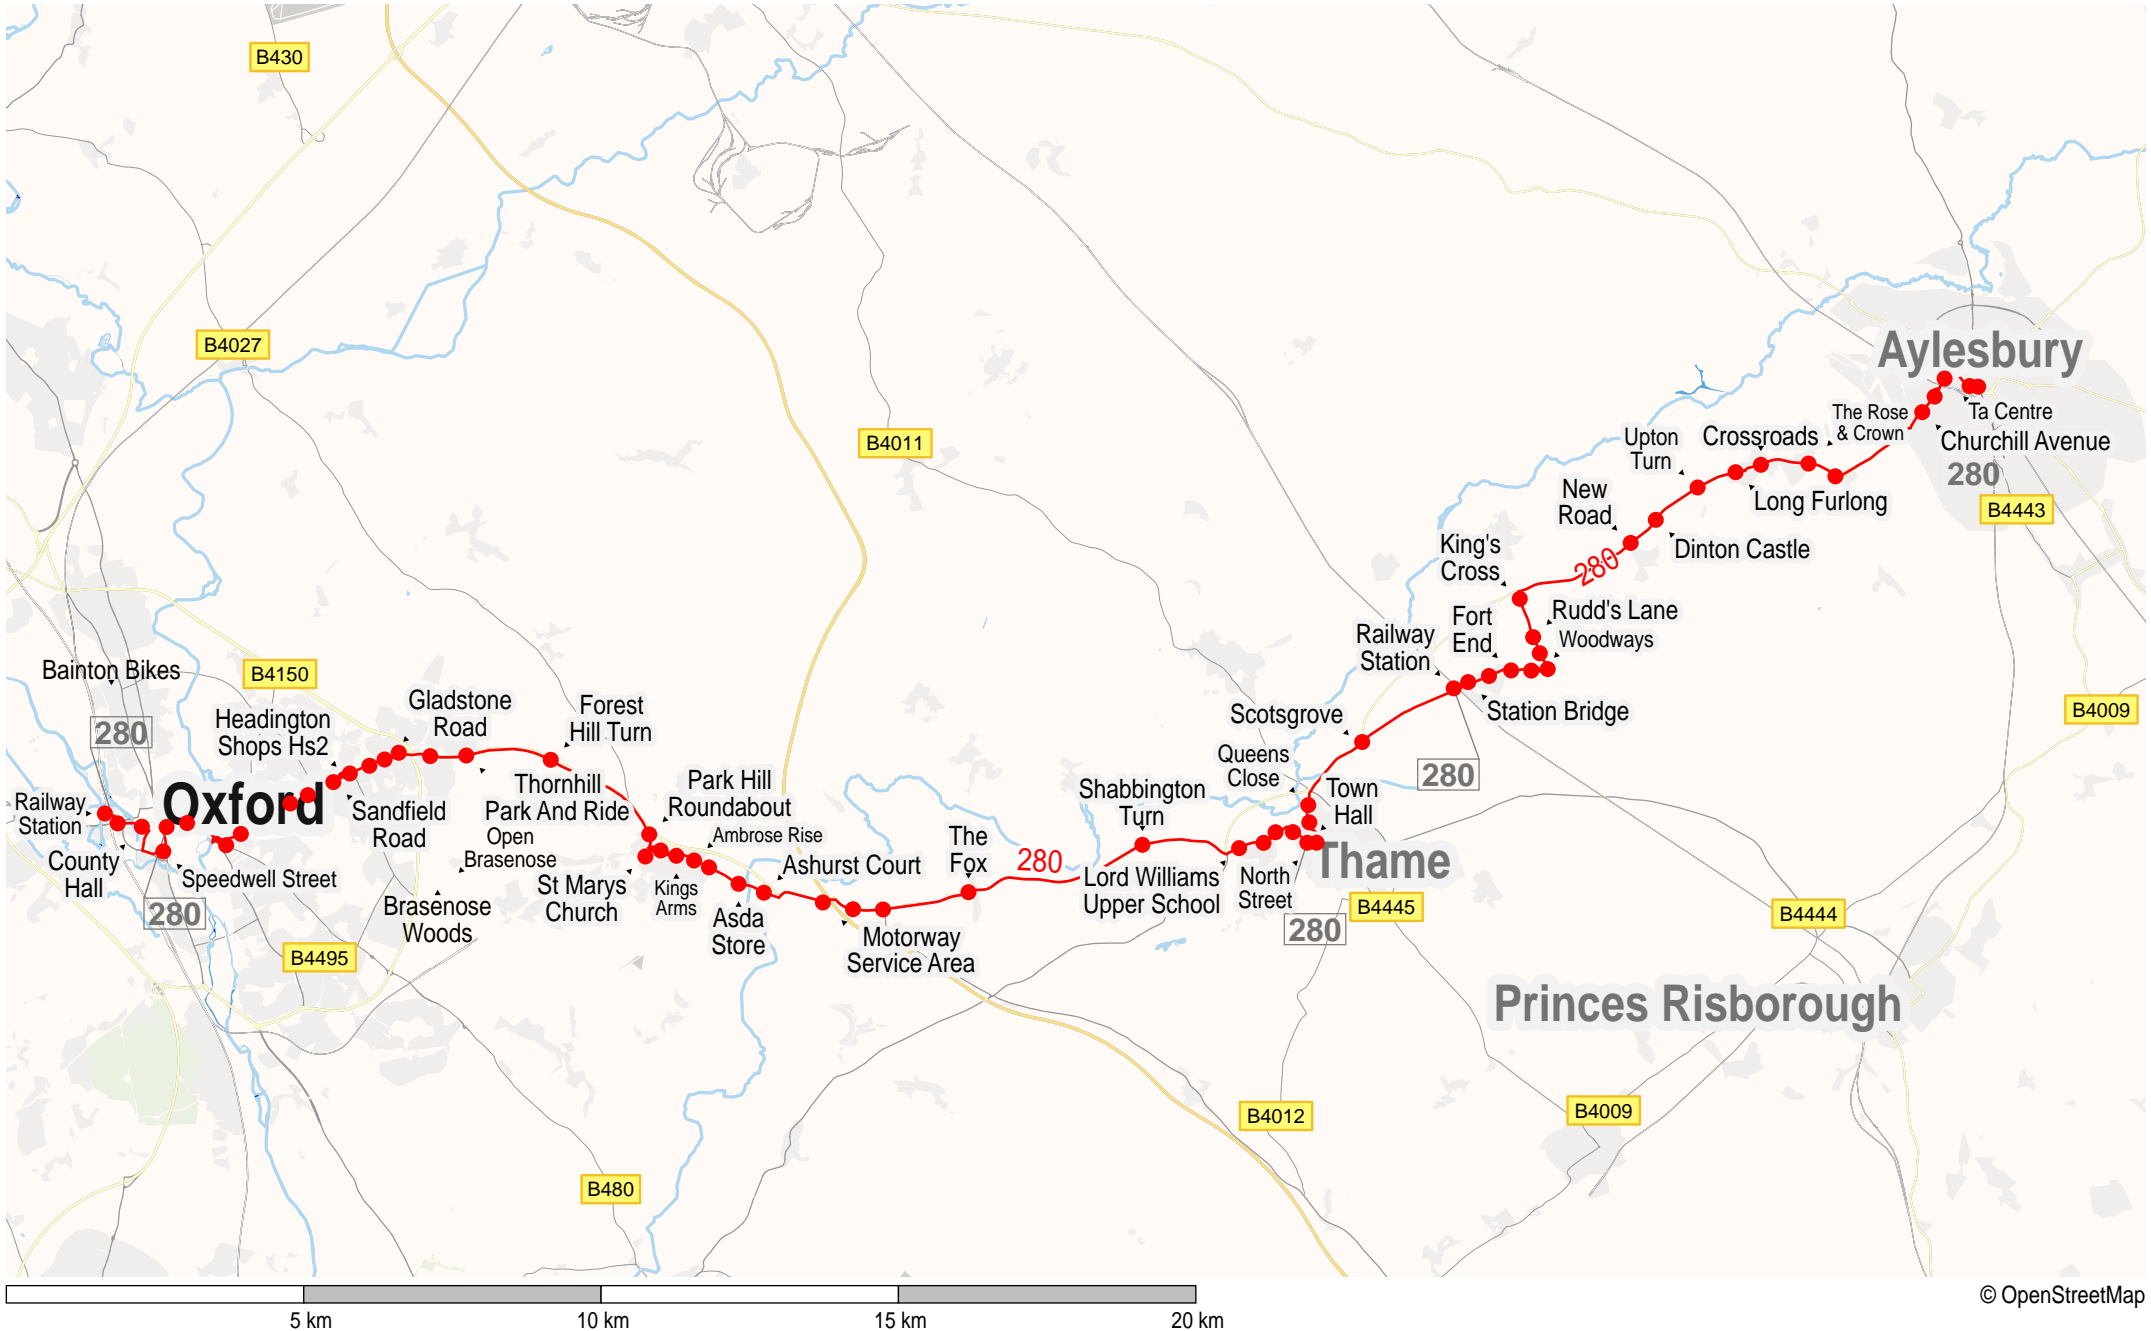 B430
B4027
Aylesbury
The Rose
& Crown
Ta Centre
Churchill Avenue
280
B4011
Upton
Turn
Crossroads
Long Furlong
New
Road
B4443
King's
Cross
280
Dinton Castle
Rudd's Lane
Woodways
Fort
End
Railway
Station
Station Bridge
B4009
Bainton Bikes
B4150
280
Headington
Shops Hs2
Gladstone
Road
Forest
Hill Turn
Scotsgrove
Queens
Close
280
Oxford
Railway
Station
County
Hall
Speedwell Street
280
Sandfield
Road
Thornhill
Park And Ride
Open
Brasenose
Brasenose
Woods
Park Hill
Roundabout
Ambrose Rise
St Marys
Church
Kings
Arms
Asda
Store
Ashurst Court
The
Fox
280
Motorway
Service Area
Shabbington
Turn
Lord Williams
Upper School
North
Street
Town
Hall
Thame
280
B4445
B4444
B4495
Princes Risborough
B4012
B4009
B480
5 km
10 km
15 km
20 km
© OpenStreetMap